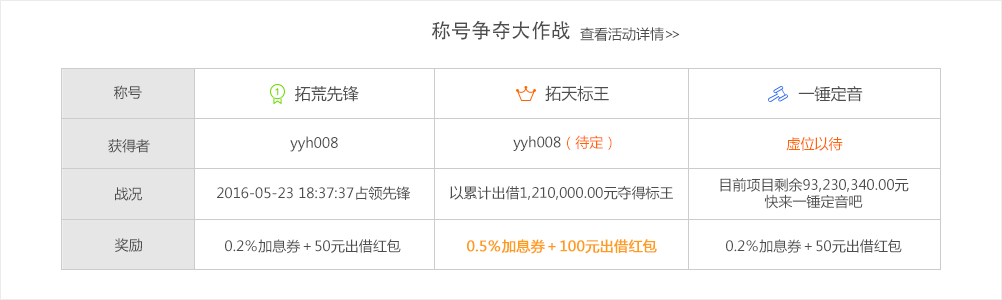 称号争夺大作战 查看活动详情>>
称号 1 拓荒先锋 拓天标王 一锤定音
获得者 yyh008 yyh008（待定） 虚位以待
战况 2016-05-23 18:37:37占领先锋 以累计出借1,210,000.00元夺得标王 目前项目剩余93,230,340.00元
快来一锤定音吧
奖励 0.2%加息券+50元出借红包 0.5%加息券+100元出借红包 0.2%加息券+50元出借红包